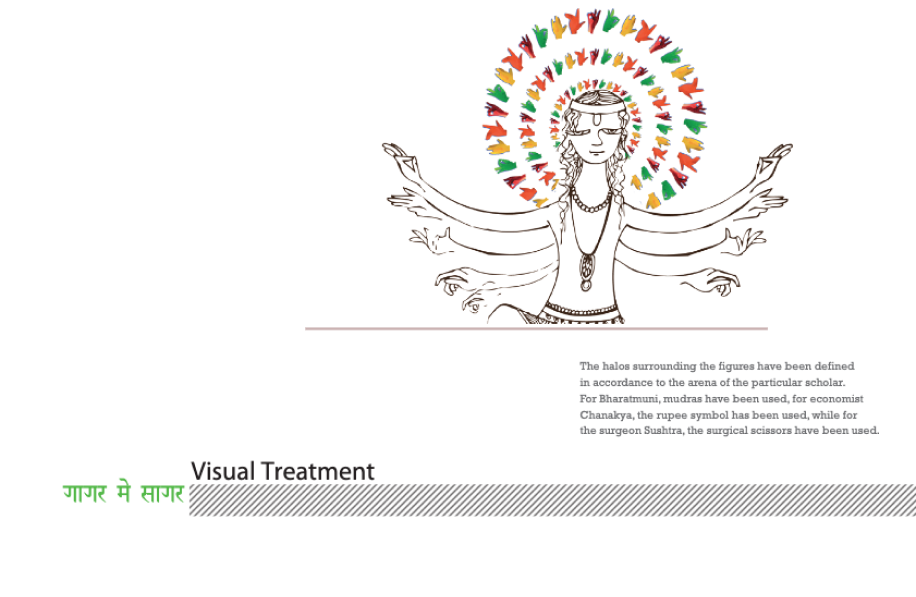 The halos surrounding the figures have been defined
in accordance to the arena of the particular scholar.
For Bharatmuni, mudras have been used, for economist
Chanakya, the rupee symbol has been used, while for
the surgeon Sushtra, the surgical scissors have been used.
Visual Treatment
गागर मे सागर